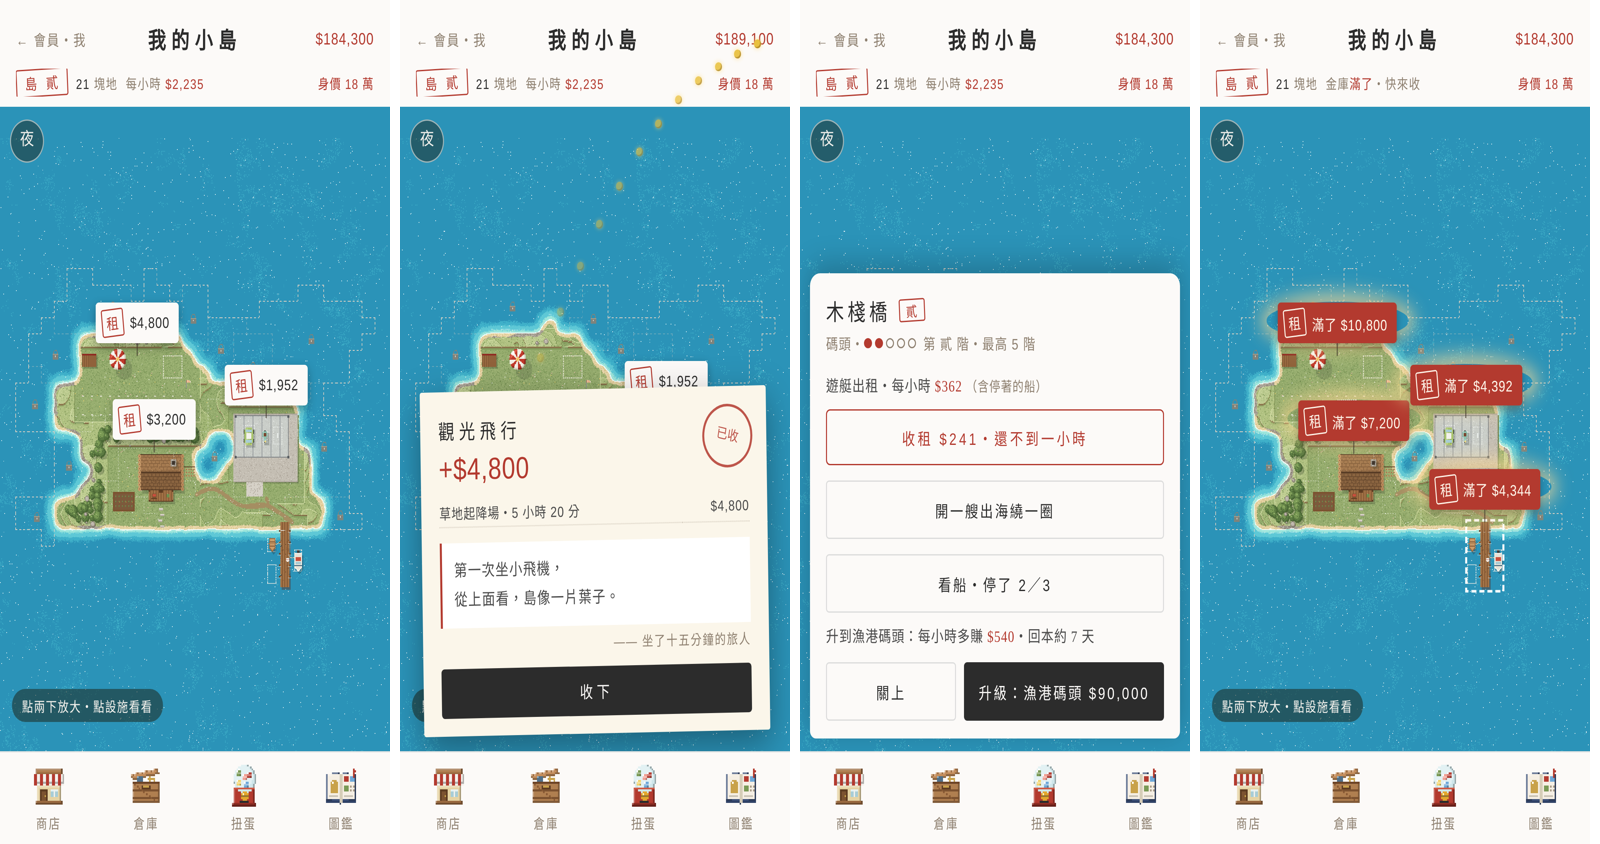 ← 會員・我
我的小島
$184,300
島 貳
21 塊地 每小時 $2,235
身價 18 萬
夜
租 $4,800
租 $1,952
租 $3,200
點兩下放大・點設施看看
商店
倉庫
扭蛋
圖鑑
← 會員・我
我的小島
$189,100
島 貳
21 塊地 每小時 $2,235
身價 18 萬
夜
租 $1,952
觀光飛行
已收
+$4,800
草地起降場・5 小時 20 分
$4,800
第一次坐小飛機，
從上面看，島像一片葉子。
—— 坐了十五分鐘的旅人
收下
商店
倉庫
扭蛋
圖鑑
← 會員・我
我的小島
$184,300
島 貳
21 塊地 每小時 $2,235
身價 18 萬
夜
木棧橋 貳
碼頭・●●○○○ 第 貳 階・最高 5 階
遊艇出租・每小時 $362 （含停著的船）
收租 $241・還不到一小時
開一艘出海繞一圈
看船・停了 2／3
升到漁港碼頭：每小時多賺 $540・回本約 7 天
關上
升級：漁港碼頭 $90,000
商店
倉庫
扭蛋
圖鑑
← 會員・我
我的小島
$184,300
島 貳
21 塊地 金庫滿了・快來收
身價 18 萬
夜
租 滿了 $10,800
租 滿了 $4,392
租 滿了 $7,200
租 滿了 $4,344
點兩下放大・點設施看看
商店
倉庫
扭蛋
圖鑑